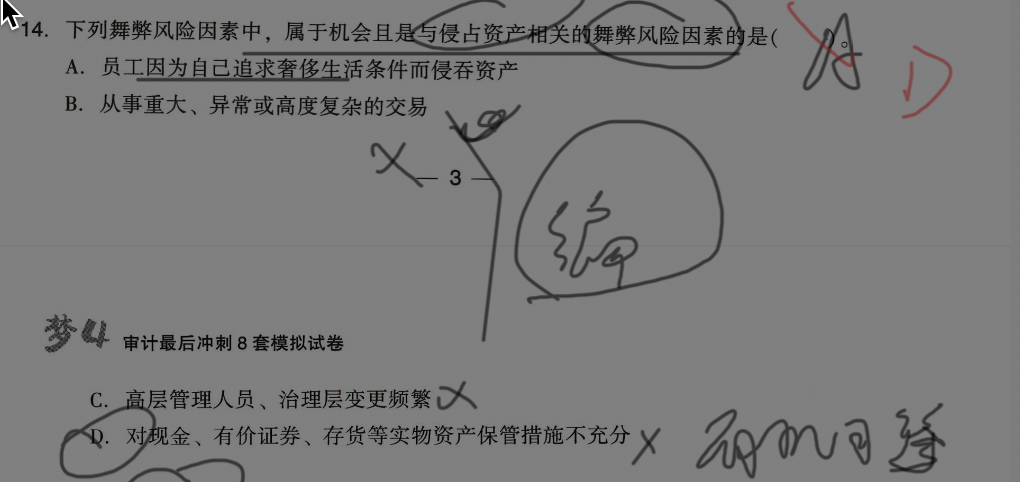 14. 下列舞弊风险因素中，属于机会且是与侵占资产相关的舞弊风险因素的是(　　)。
A
D
A. 员工因为自己追求奢侈生活条件而侵吞资产
B. 从事重大、异常或高度复杂的交易
— 3 —
梦4 审计最后冲刺 8 套模拟试卷
C. 高层管理人员、治理层变更频繁
D. 对现金、有价证券、存货等实物资产保管措施不充分